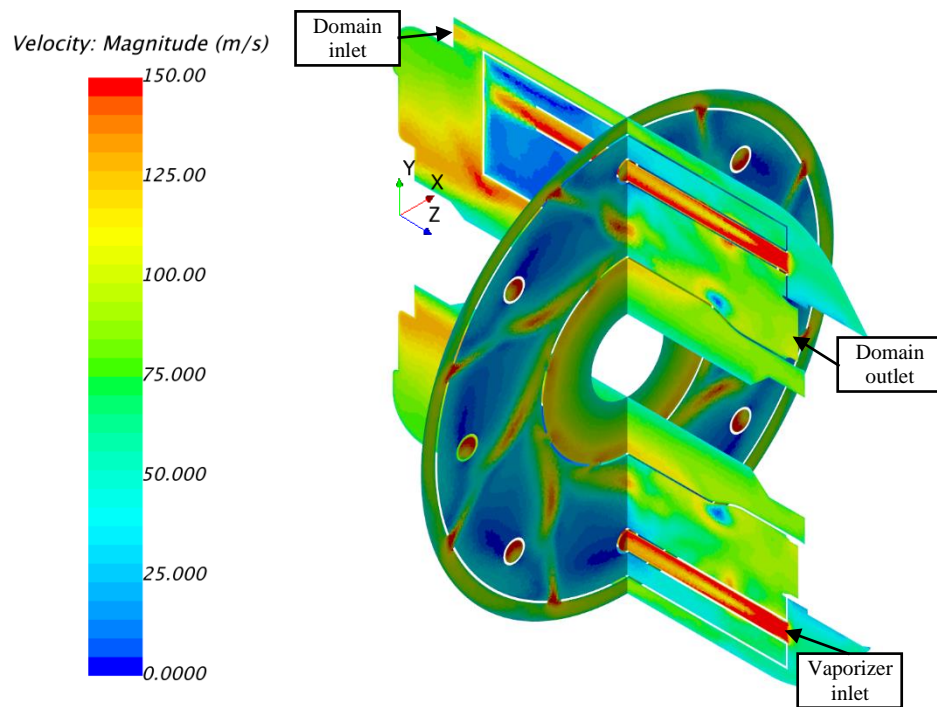 Velocity: Magnitude (m/s)
150.00
125.00
100.00
75.000
50.000
25.000
0.0000
Domain
inlet
Y
X
Z
Domain
outlet
Vaporizer
inlet